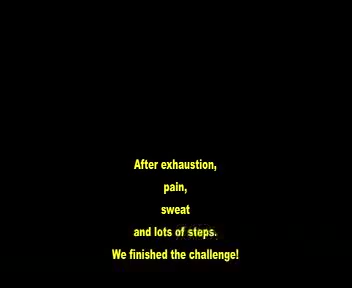 After exhaustion,
pain,
sweat
and lots of steps.
We finished the challenge!